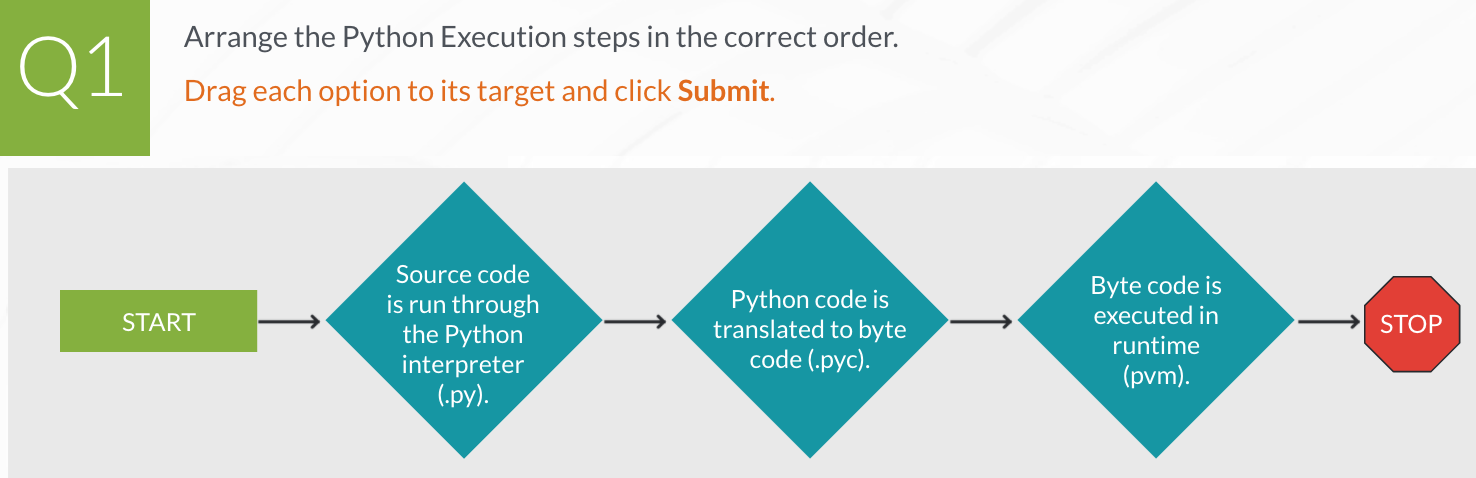 Q1
Arrange the Python Execution steps in the correct order.
Drag each option to its target and click Submit.
START
Source code
is run through
the Python
interpreter
(.py).
Python code is
translated to byte
code (.pyc).
Byte code is
executed in
runtime
(pvm).
STOP